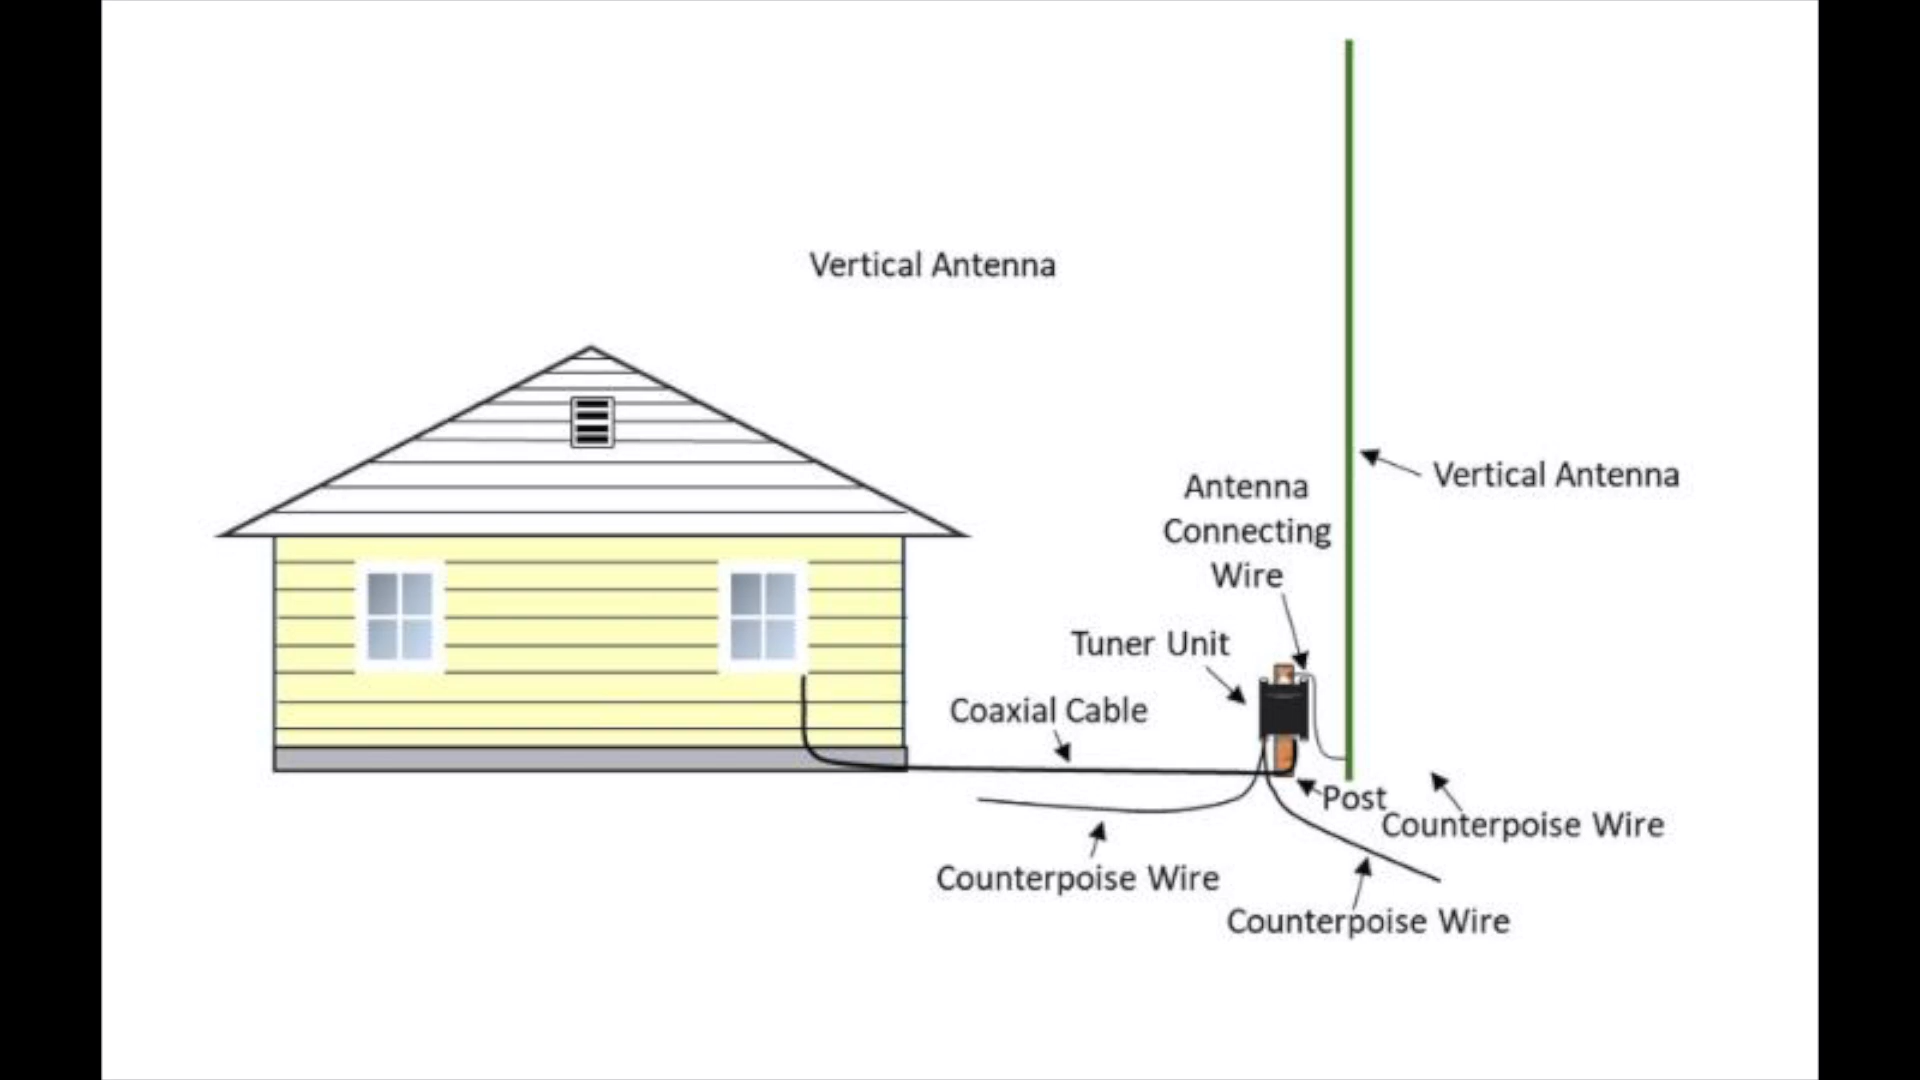 Vertical Antenna
Vertical Antenna
Antenna
Connecting
Wire
Tuner Unit
Coaxial Cable
Post
Counterpoise Wire
Counterpoise Wire
Counterpoise Wire